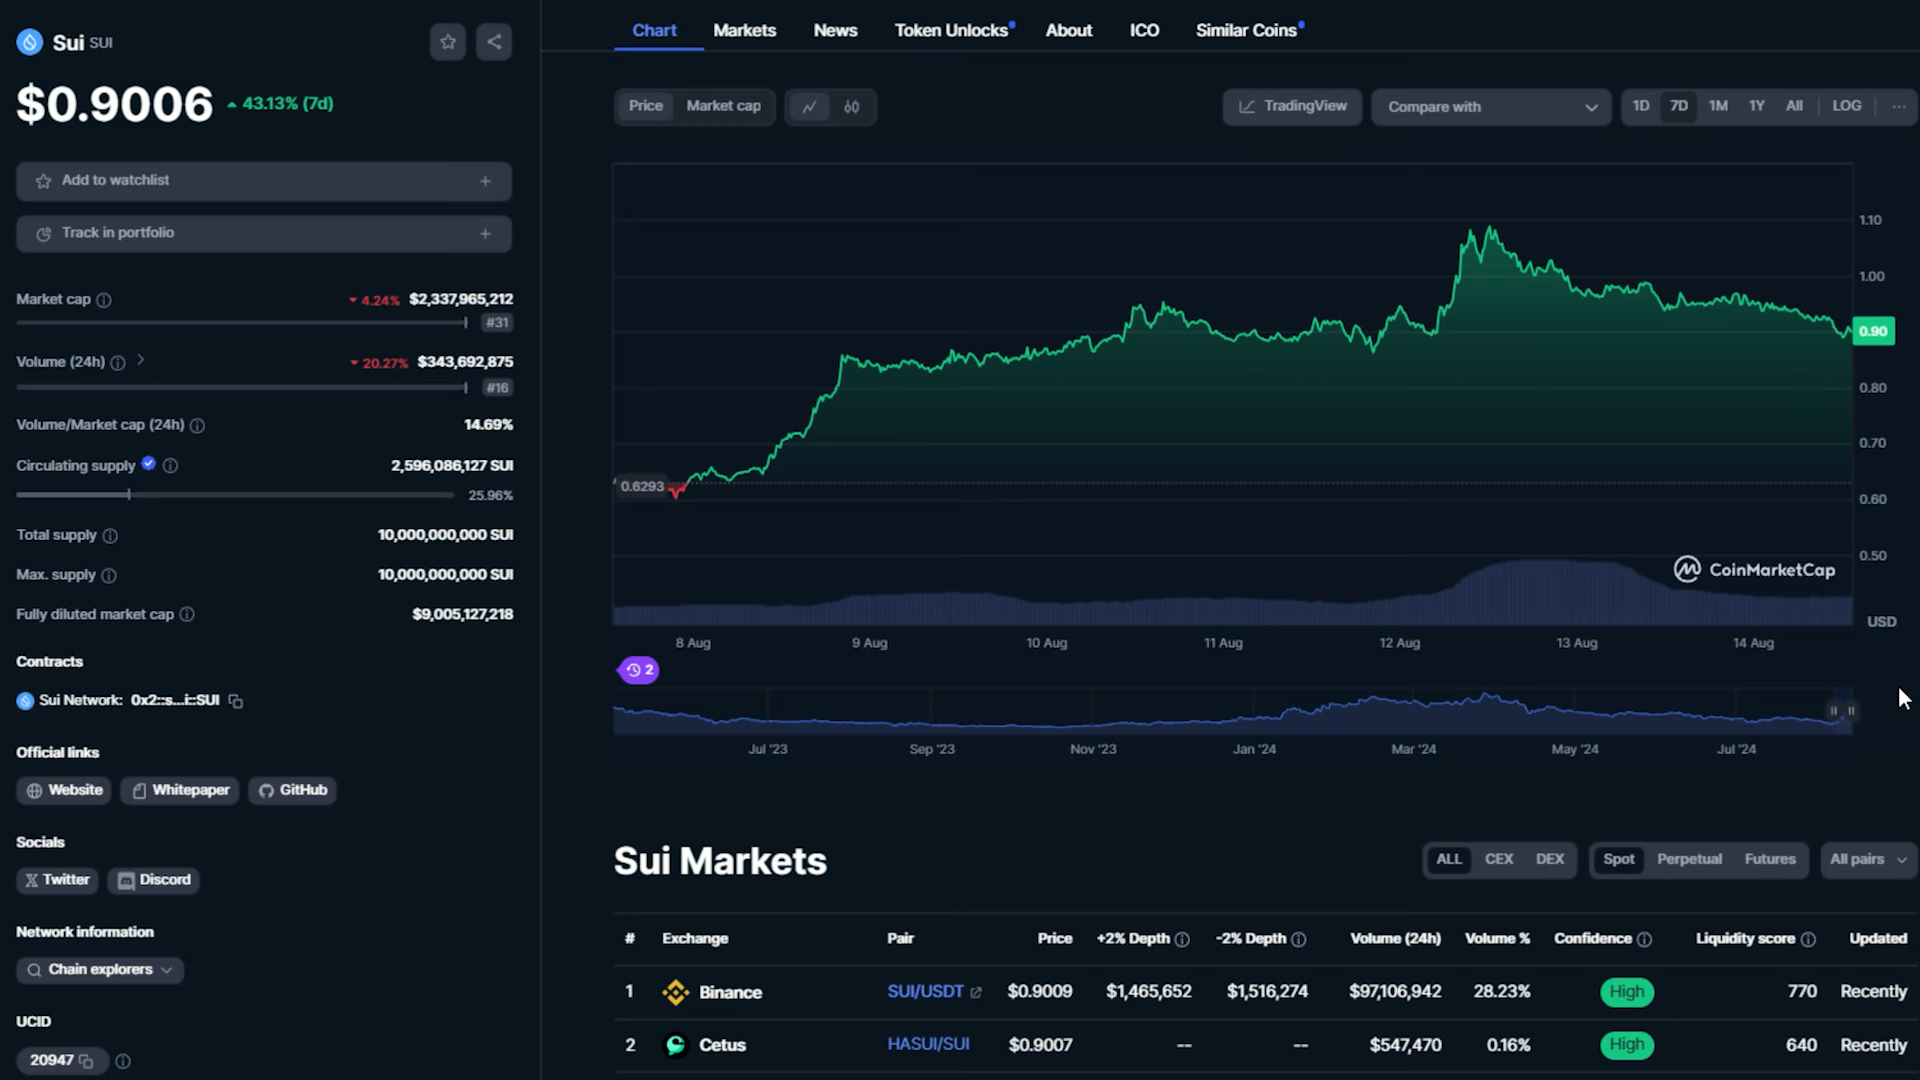 Sui SUI
$0.9006 43.13% (7d)
Add to watchlist
Track in portfolio
Market cap 4.24% $2,337,965,212
#31
Volume (24h) 20.27% $343,692,875
#16
Volume/Market cap (24h) 14.69%
Circulating supply 2,596,086,127 SUI
25.96%
Total supply 10,000,000,000 SUI
Max. supply 10,000,000,000 SUI
Fully diluted market cap $9,005,127,218
Contracts
Sui Network: 0x2::s...i::SUI
Official links
Website Whitepaper GitHub
Socials
Twitter Discord
Network information
Chain explorers
UCID
20947
Chart Markets News Token Unlocks About ICO Similar Coins
Price Market cap TradingView Compare with 1D 7D 1M 1Y All LOG ...
1.10
1.00
0.90
0.80
0.70
0.6293
0.60
0.50
CoinMarketCap
USD
8 Aug 9 Aug 10 Aug 11 Aug 12 Aug 13 Aug 14 Aug
2
Jul '23 Sep '23 Nov '23 Jan '24 Mar '24 May '24 Jul '24
Sui Markets
ALL CEX DEX Spot Perpetual Futures All pairs
# Exchange Pair Price +2% Depth -2% Depth Volume (24h) Volume % Confidence Liquidity score Updated
1 Binance SUI/USDT $0.9009 $1,465,652 $1,516,274 $97,106,942 28.23% High 770 Recently
2 Cetus HASUI/SUI $0.9007 -- -- $547,470 0.16% High 640 Recently